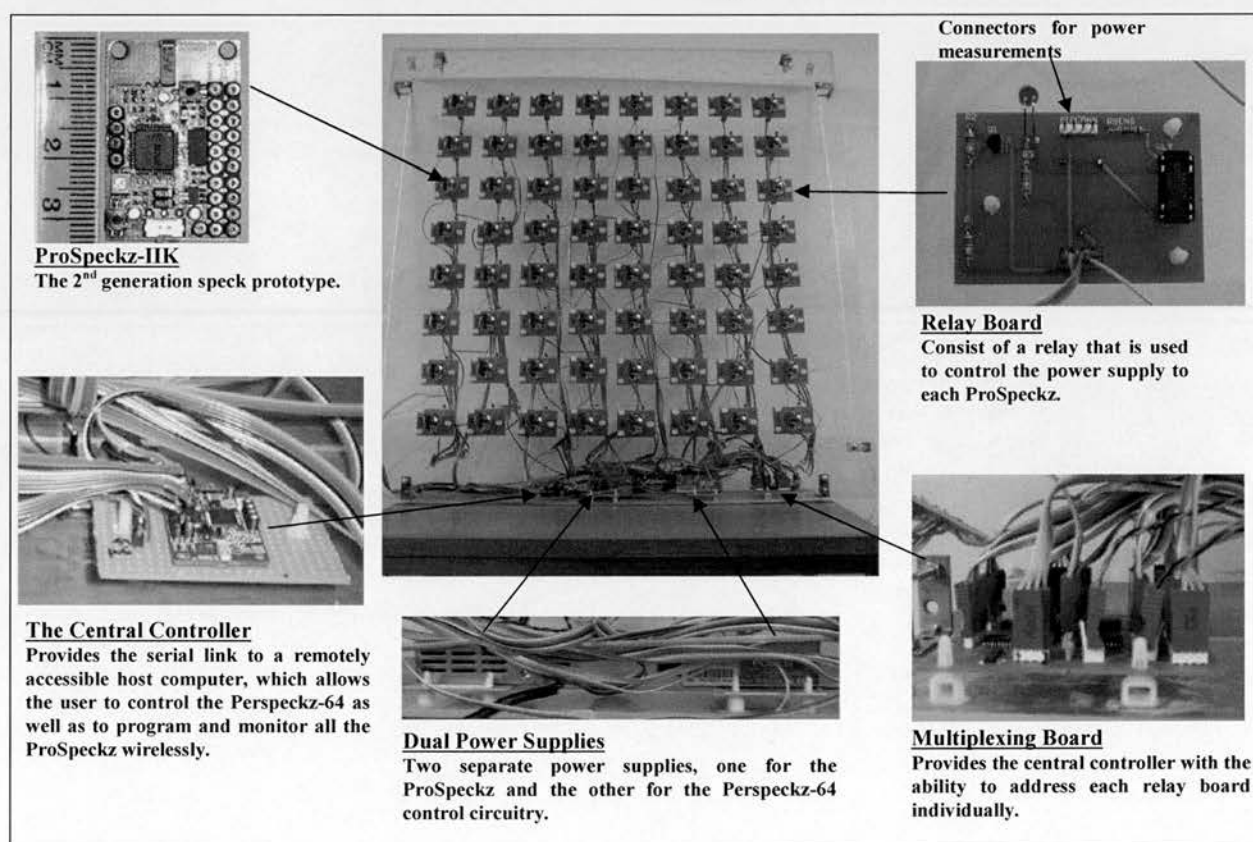 Connectors for power
measurements
MM
1
2
3
ProSpeckz-IIK
The 2nd generation speck prototype.
Relay Board
Consist of a relay that is used
to control the power supply to
each ProSpeckz.
The Central Controller
Provides the serial link to a remotely
accessible host computer, which allows
the user to control the Perspeckz-64 as
well as to program and monitor all the
ProSpeckz wirelessly.
Dual Power Supplies
Two separate power supplies, one for the
ProSpeckz and the other for the Perspeckz-64
control circuitry.
Multiplexing Board
Provides the central controller with the
ability to address each relay board
individually.